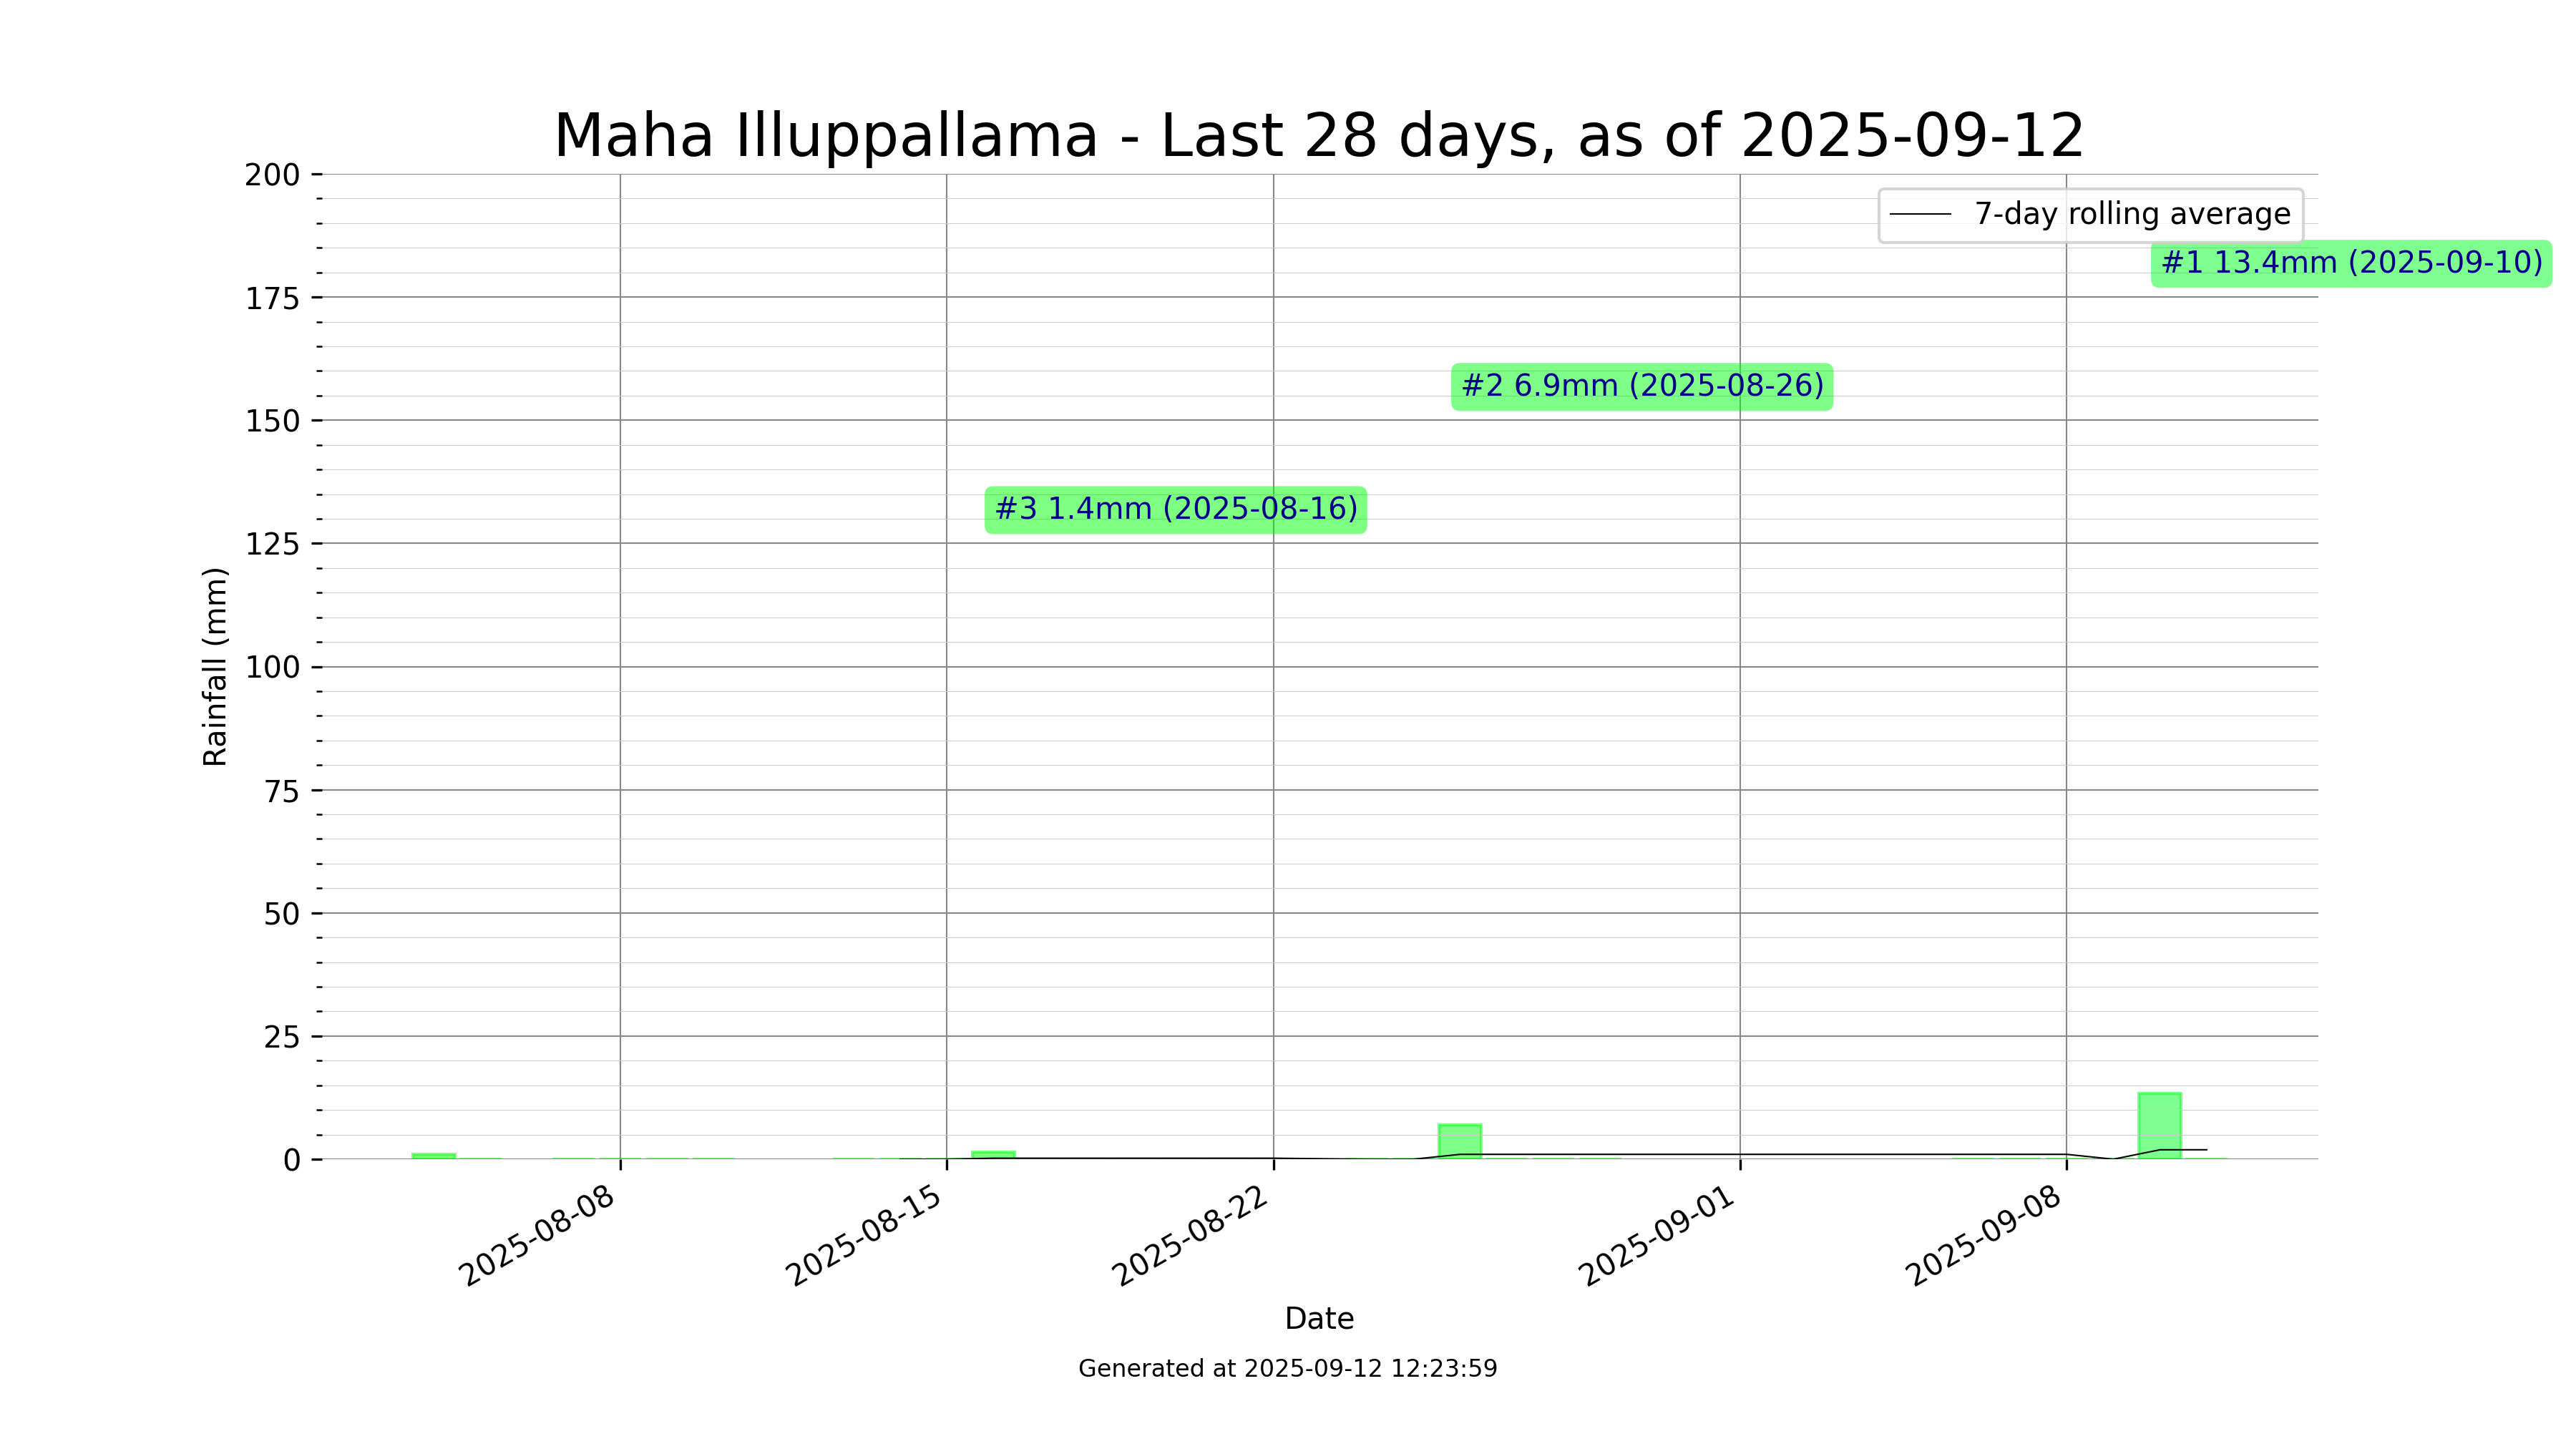 Maha Illuppallama - Last 28 days, as of 2025-09-12
7-day rolling average
#1 13.4mm (2025-09-10)
#2 6.9mm (2025-08-26)
#3 1.4mm (2025-08-16)
Rainfall (mm)
200
175
150
125
100
75
50
25
0
2025-08-08
2025-08-15
2025-08-22
2025-09-01
2025-09-08
Date
Generated at 2025-09-12 12:23:59